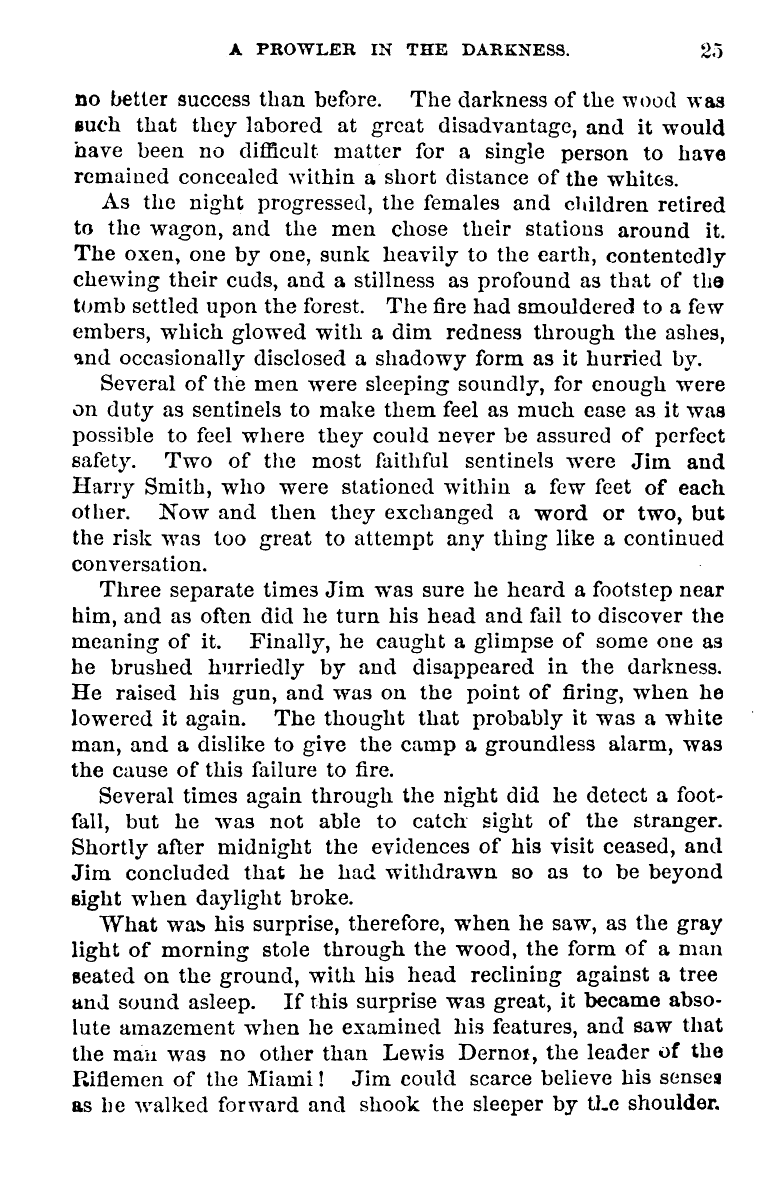 A PROWLER IN THE DARKNESS. 25
no better success than before. The darkness of the wood was
such that they labored at great disadvantage, and it would
have been no difficult matter for a single person to have
remained concealed within a short distance of the whites.
As the night progressed, the females and children retired
to the wagon, and the men chose their stations around it.
The oxen, one by one, sunk heavily to the earth, contentedly
chewing their cuds, and a stillness as profound as that of the
tomb settled upon the forest. The fire had smouldered to a few
embers, which glowed with a dim redness through the ashes,
and occasionally disclosed a shadowy form as it hurried by.
Several of the men were sleeping soundly, for enough were
on duty as sentinels to make them feel as much ease as it was
possible to feel where they could never be assured of perfect
safety. Two of the most faithful sentinels were Jim and
Harry Smith, who were stationed within a few feet of each
other. Now and then they exchanged a word or two, but
the risk was too great to attempt any thing like a continued
conversation.
Three separate times Jim was sure he heard a footstep near
him, and as often did he turn his head and fail to discover the
meaning of it. Finally, he caught a glimpse of some one as
he brushed hurriedly by and disappeared in the darkness.
He raised his gun, and was on the point of firing, when he
lowered it again. The thought that probably it was a white
man, and a dislike to give the camp a groundless alarm, was
the cause of this failure to fire.
Several times again through the night did he detect a foot-
fall, but he was not able to catch sight of the stranger.
Shortly after midnight the evidences of his visit ceased, and
Jim concluded that he had withdrawn so as to be beyond
sight when daylight broke.
What was his surprise, therefore, when he saw, as the gray
light of morning stole through the wood, the form of a man
seated on the ground, with his head reclining against a tree
and sound asleep. If this surprise was great, it became abso-
lute amazement when he examined his features, and saw that
the man was no other than Lewis Dernor, the leader of the
Riflemen of the Miami! Jim could scarce believe his senses
as he walked forward and shook the sleeper by the shoulder.